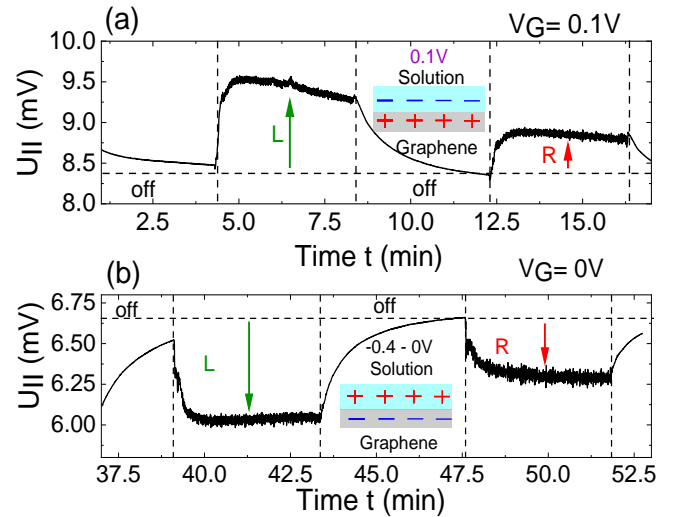 (a)
V_G= 0.1V
10.0
9.5
9.0
8.5
8.0
U_II (mV)
0.1V
Solution
− − − −
+ + + +
Graphene
L
R
off
off
2.5 5.0 7.5 10.0 12.5 15.0
Time t (min)
(b)
V_G= 0V
6.75
6.50
6.25
6.00
U_II (mV)
off
off
-0.4 - 0V
Solution
+ + + +
− − − −
Graphene
L
R
37.5 40.0 42.5 45.0 47.5 50.0 52.5
Time t (min)